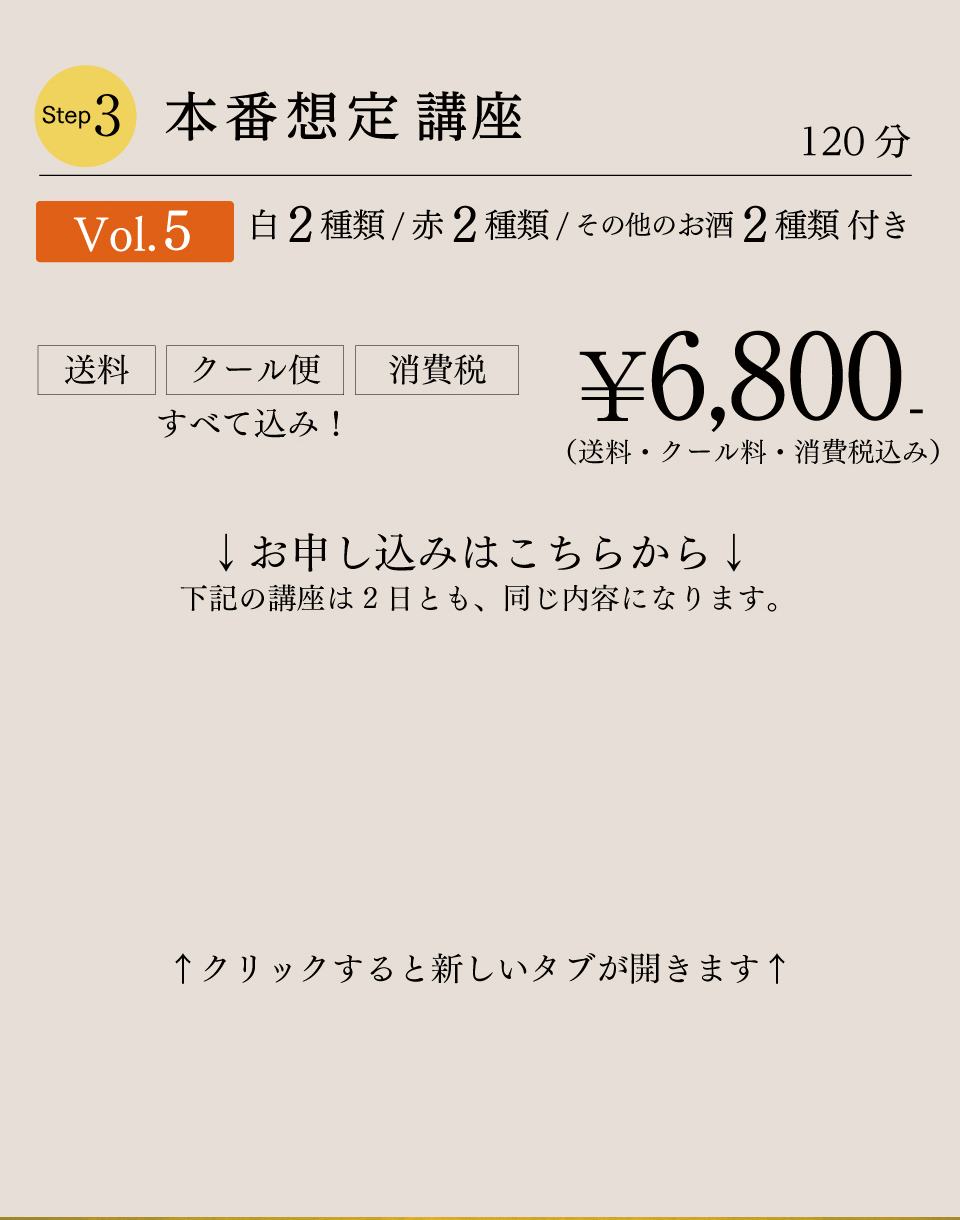 Step3 本番想定 講座
120分
Vol.5 白2種類/赤2種類/その他のお酒2種類 付き
送料 クール便 消費税
すべて込み！
¥6,800-
（送料・クール料・消費税込み）
↓お申し込みはこちらから↓
下記の講座は2日とも、同じ内容になります。
↑クリックすると新しいタブが開きます↑